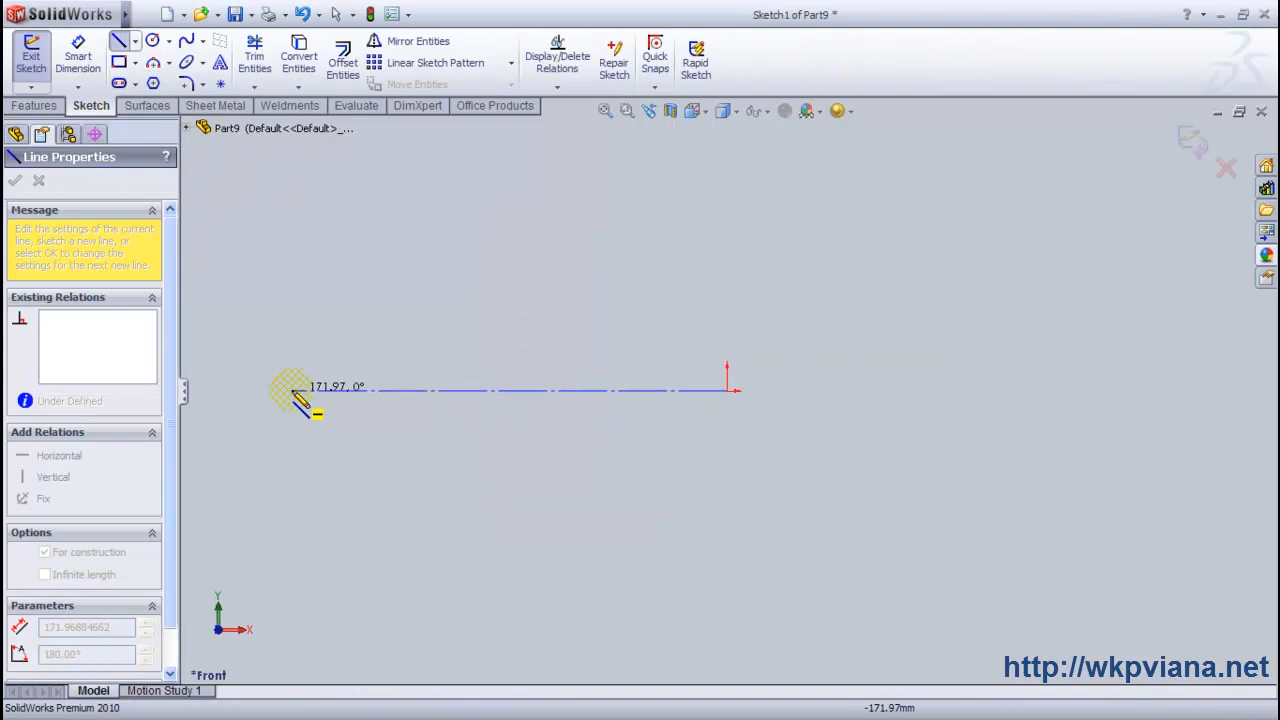 SolidWorks
Sketch1 of Part9 *
Exit Sketch
Smart Dimension
Trim Entities
Convert Entities
Offset Entities
Mirror Entities
Linear Sketch Pattern
Move Entities
Display/Delete Relations
Repair Sketch
Quick Snaps
Rapid Sketch
Features
Sketch
Surfaces
Sheet Metal
Weldments
Evaluate
DimXpert
Office Products
Part9 (Default<<Default>_...
Line Properties
?
Message
Edit the settings of the current
line, sketch a new line, or
select OK to change the
settings for the next new line.
Existing Relations
Under Defined
Add Relations
Horizontal
Vertical
Fix
Options
For construction
Infinite length
Parameters
171.96884662
180.00°
171.97, 0°
Y
X
*Front
http://wkpviana.net
Model
Motion Study 1
SolidWorks Premium 2010
-171.97mm